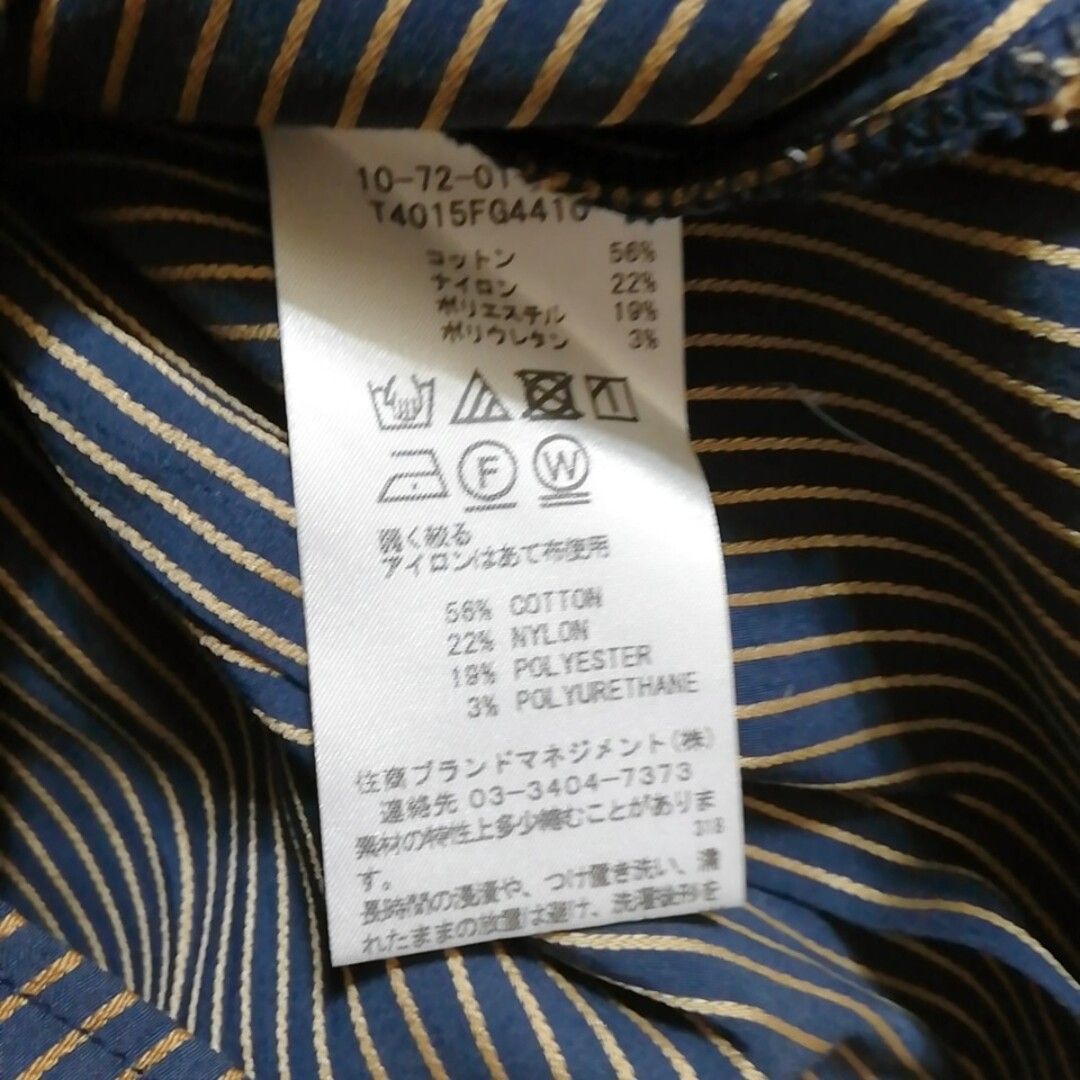 10-72-01
T4015FG4410
コットン 56%
ナイロン 22%
ポリエステル 19%
ポリウレタン 3%
F W
弱く絞る
アイロンはあて布使用
56% COTTON
22% NYLON
19% POLYESTER
3% POLYURETHANE
住商ブランドマネジメント(株)
連絡先 03-3404-7373
素材の特性上多少縮むことがありま
す。 318
長時間の浸漬や、つけ置き洗い、濡
れたままの放置は避け、洗濯後形を